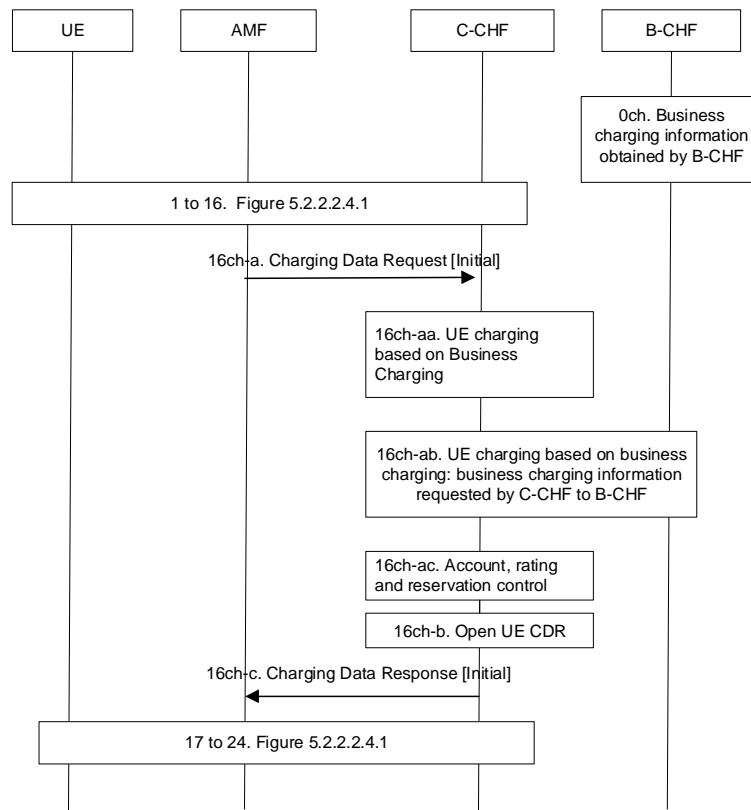 UE
AMF
C-CHF
B-CHF
0ch. Business
charging information
obtained by B-CHF
1 to 16. Figure 5.2.2.2.4.1
16ch-a. Charging Data Request [Initial]
16ch-aa. UE charging
based on Business
Charging
16ch-ab. UE charging based on business
charging: business charging information
requested by C-CHF to B-CHF
16ch-ac. Account, rating
and reservation control
16ch-b. Open UE CDR
16ch-c. Charging Data Response [Initial]
17 to 24. Figure 5.2.2.2.4.1